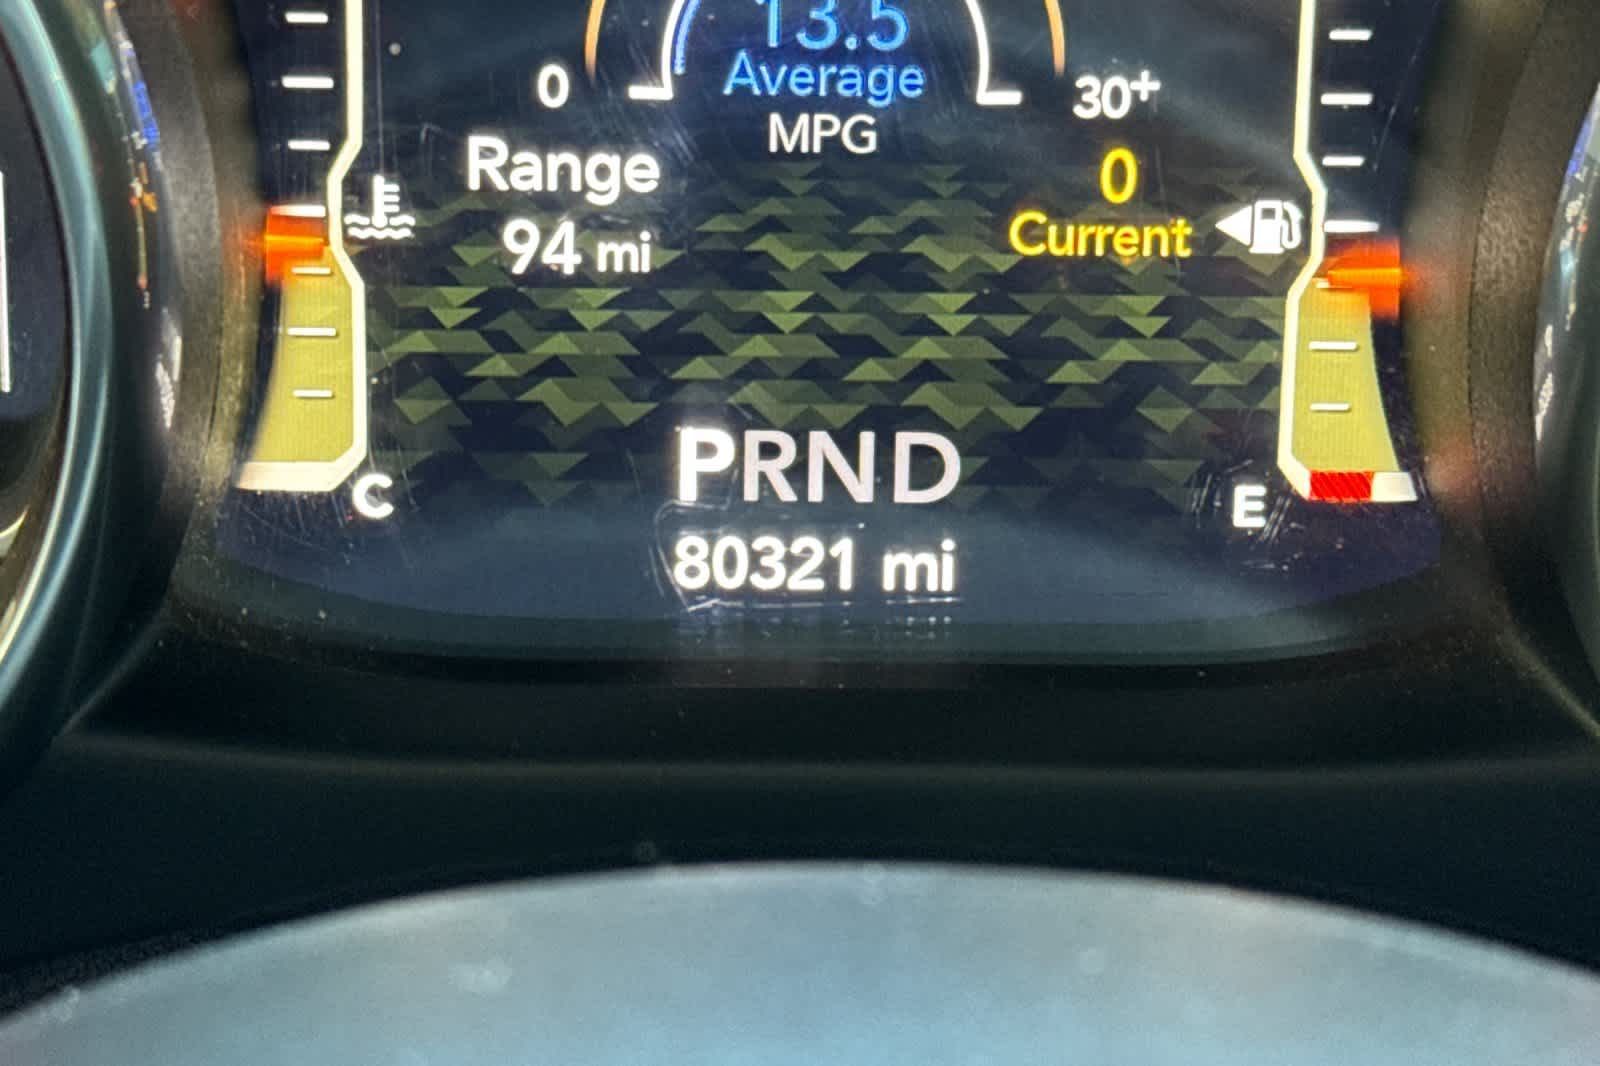 13.5
Average
0
30+
MPG
Range
0
94 mi
Current
PRND
C
E
80321 mi